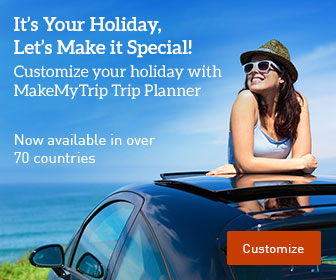 It's Your Holiday,
Let's Make it Special!
Customize your holiday with
MakeMyTrip Trip Planner
Now available in over
70 countries
Customize